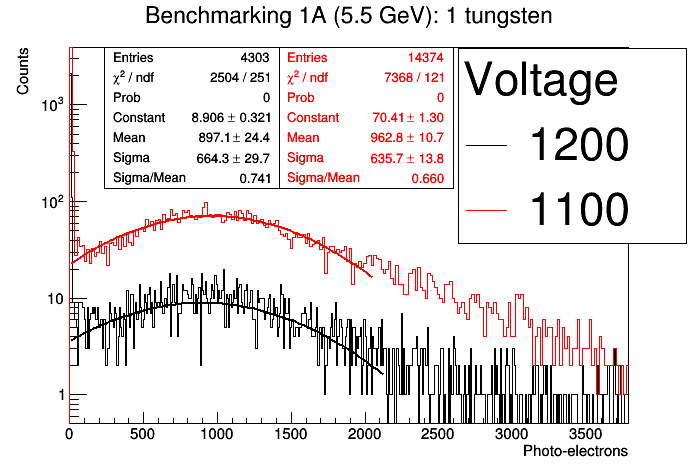 Benchmarking 1A (5.5 GeV): 1 tungsten
Counts
Entries 4303
χ² / ndf 2504 / 251
Prob 0
Constant 8.906 ± 0.321
Mean 897.1 ± 24.4
Sigma 664.3 ± 29.7
Sigma/Mean 0.741
Entries 14374
χ² / ndf 7368 / 121
Prob 0
Constant 70.41 ± 1.30
Mean 962.8 ± 10.7
Sigma 635.7 ± 13.8
Sigma/Mean 0.660
Voltage
1200
1100
10³
10²
10
1
0 500 1000 1500 2000 2500 3000 3500
Photo-electrons